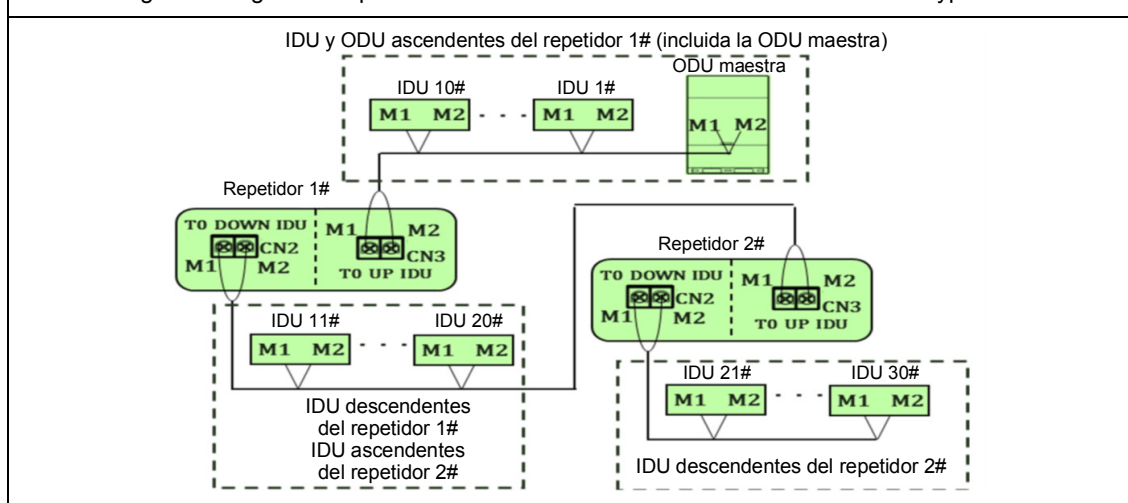 IDU y ODU ascendentes del repetidor 1# (incluida la ODU maestra)
ODU maestra
IDU 10#
IDU 1#
M1 M2 · · · M1 M2
M1 M2
Repetidor 1#
TO DOWN IDU
CN2
M1 M2
M1 M2
CN3
TO UP IDU
Repetidor 2#
TO DOWN IDU
CN2
M1 M2
M1 M2
CN3
TO UP IDU
IDU 11#
IDU 20#
M1 M2 · · · M1 M2
IDU descendentes
del repetidor 1#
IDU ascendentes
del repetidor 2#
IDU 21#
IDU 30#
M1 M2 · · · M1 M2
IDU descendentes del repetidor 2#